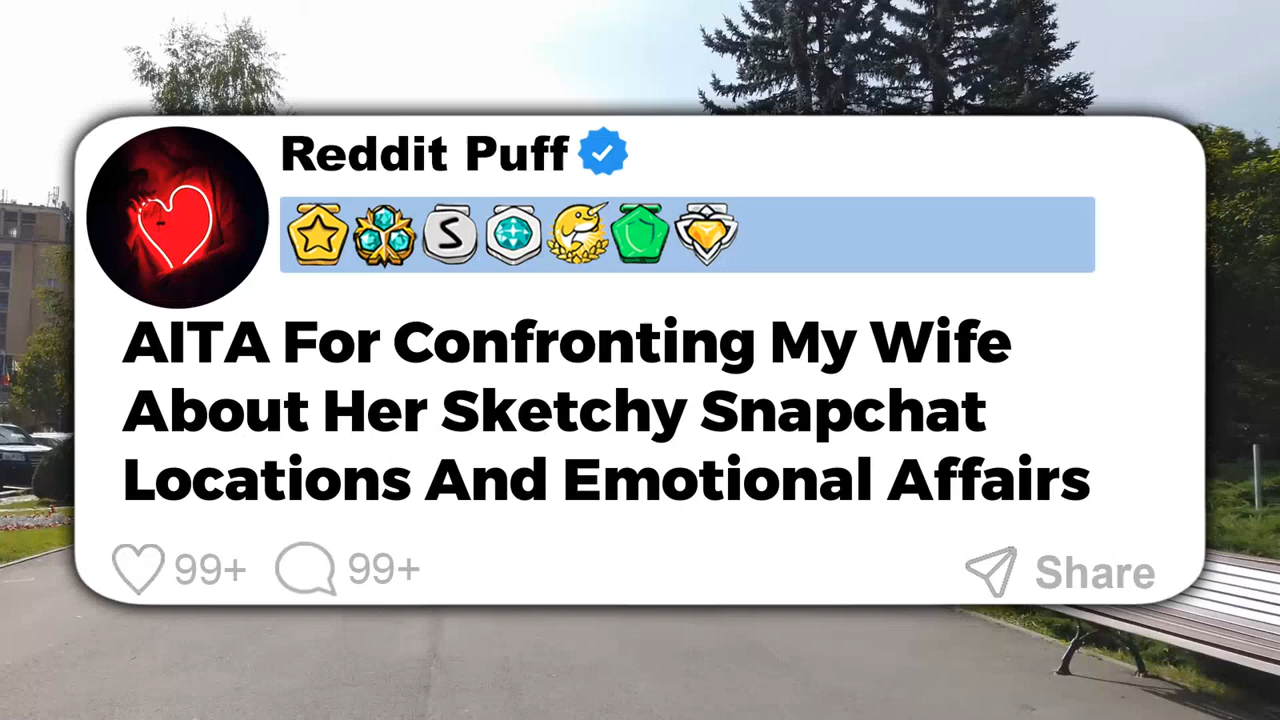 Reddit Puff
S
AITA For Confronting My Wife
About Her Sketchy Snapchat
Locations And Emotional Affairs
99+ 99+ Share